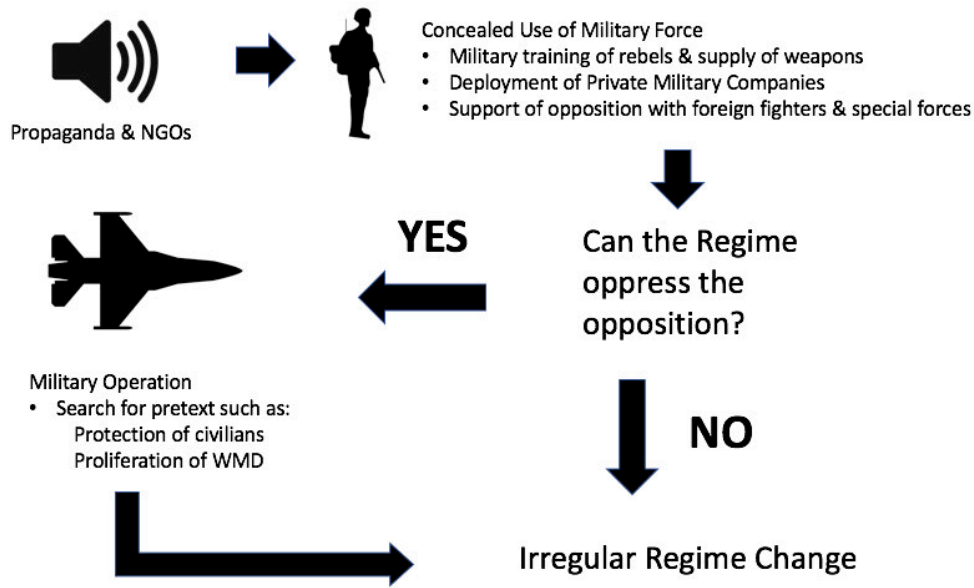 Propaganda & NGOs
Concealed Use of Military Force
• Military training of rebels & supply of weapons
• Deployment of Private Military Companies
• Support of opposition with foreign fighters & special forces
Can the Regime
oppress the
opposition?
YES
Military Operation
• Search for pretext such as:
Protection of civilians
Proliferation of WMD
NO
Irregular Regime Change